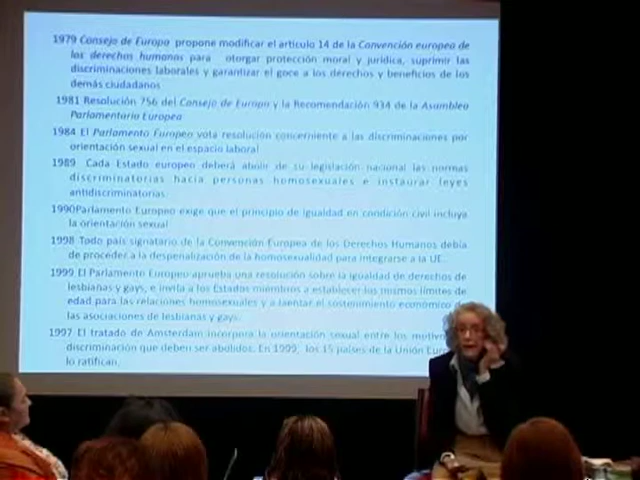 1979 Consejo de Europa propone modificar el artículo 14 de la Convención europea de
los derechos humanos para otorgar protección moral y jurídica, suprimir las
discriminaciones laborales y garantizar el goce a los derechos y beneficios de los
demás ciudadanos
1981 Resolución 756 del Consejo de Europa y la Recomendación 934 de la Asamblea
Parlamentaria Europea
1984 El Parlamento Europeo vota resolución concerniente a las discriminaciones por
orientación sexual en el espacio laboral
1989 Cada Estado europeo deberá abolir de su legislación nacional las normas
discriminatorias hacia personas homosexuales e instaurar leyes
antidiscriminatorias
1990Parlamento Europeo exige que el principio de igualdad en condición civil incluya
la orientación sexual
1998 Todo país signatario de la Convención Europea de los Derechos Humanos debía
de proceder a la despenalización de la homosexualidad para integrarse a la UE
1999 El Parlamento Europeo aprueba una resolución sobre la igualdad de derechos de
lesbianas y gays, e invita a los Estados miembros a establecer los mismos límites de
edad para las relaciones homosexuales y a alentar el sostenimiento económico
las asociaciones de lesbianas y gays.
1997 El tratado de Amsterdam incorpora la orientación sexual entre los
discriminación que deben ser abolidos. En 1999, los 15 países de la Unión
lo ratifican.